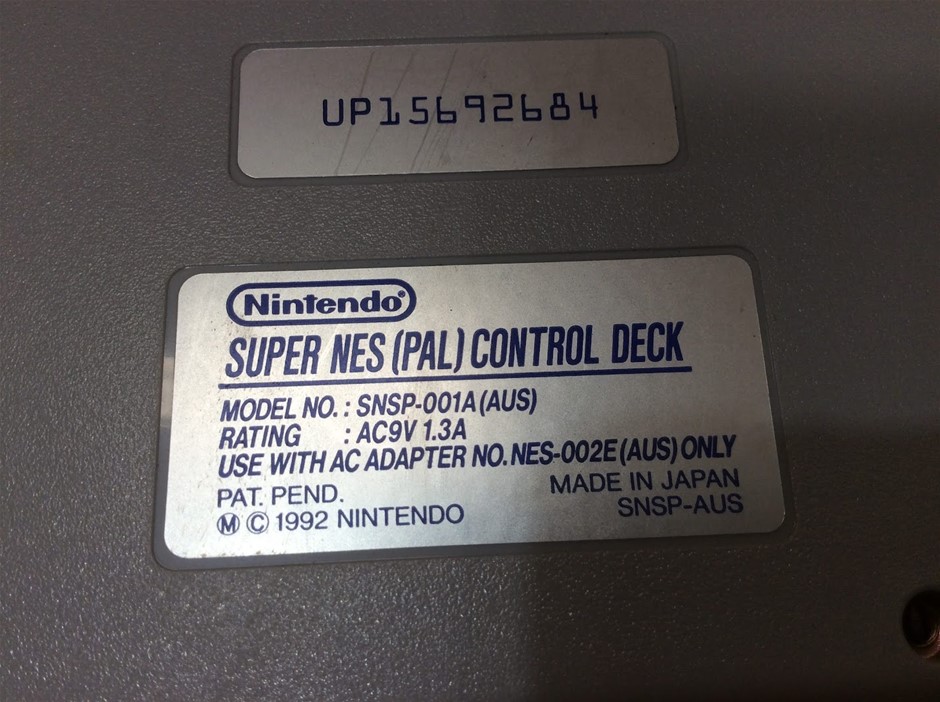 UP15692684
Nintendo®
SUPER NES (PAL) CONTROL DECK
MODEL NO. : SNSP-001A (AUS)
RATING : AC9V 1.3A
USE WITH AC ADAPTER NO. NES-002E (AUS) ONLY
PAT. PEND.
MADE IN JAPAN
Ⓜ © 1992 NINTENDO
SNSP-AUS